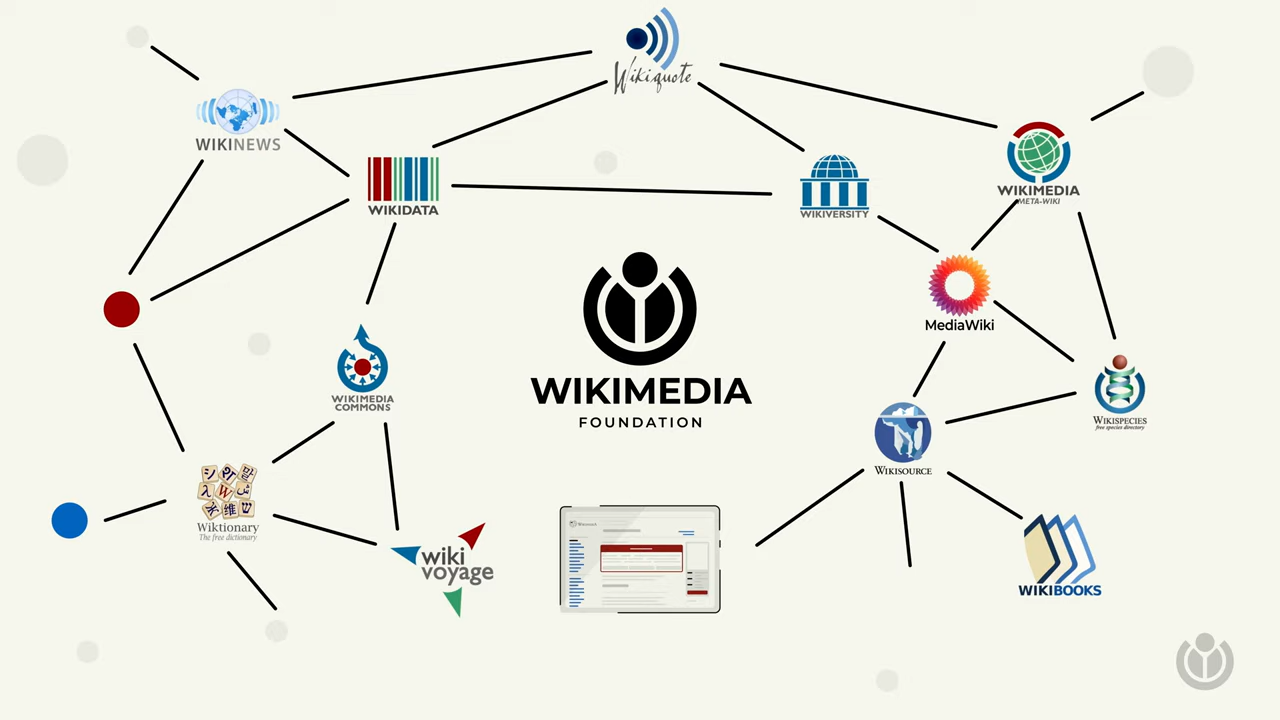 Wikiquote
WIKINEWS
WIKIDATA
WIKIVERSITY
WIKIMEDIA
META-WIKI
MediaWiki
WIKIMEDIA
FOUNDATION
WIKIMEDIA
COMMONS
WIKISPECIES
free species directory
WIKISOURCE
W
维
Wiktionary
The free dictionary
wiki
voyage
WIKIBOOKS